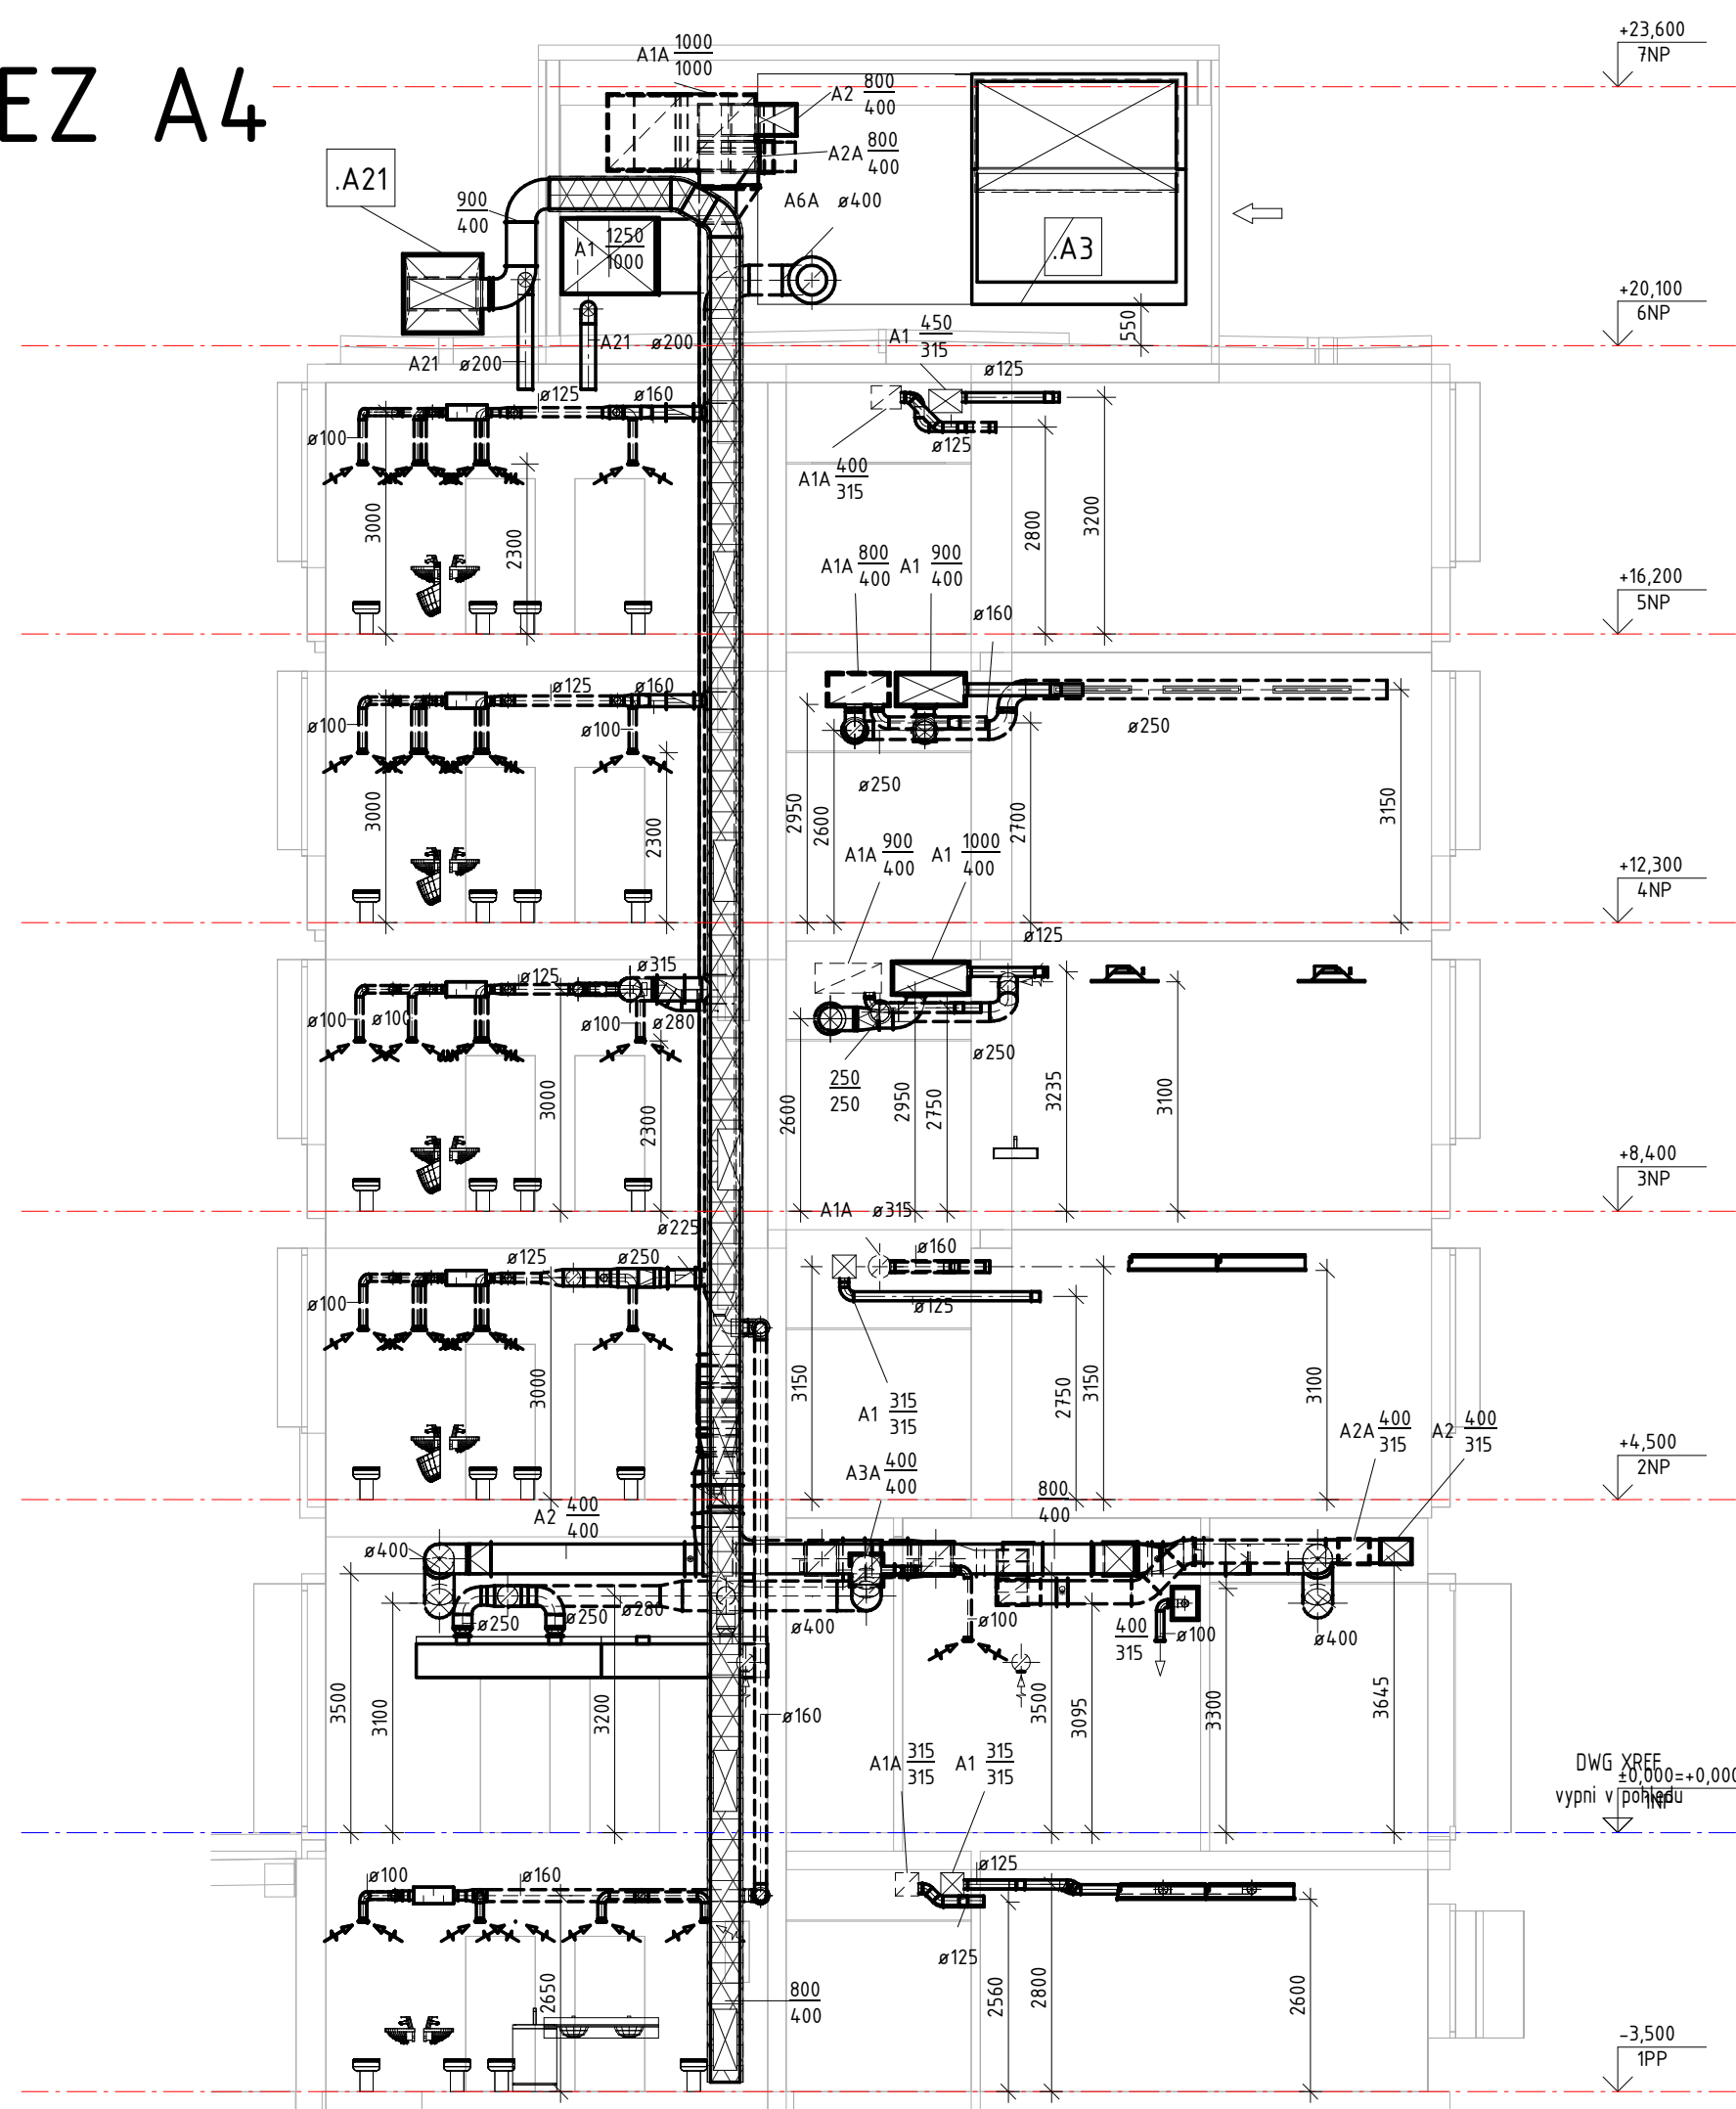 EZ A4
+23,600
7NP
A1A 1000
1000
A2 800
400
A2A 800
400
A6A ø400
.A21
900
400
A1 1250
1000
.A3
+20,100
6NP
550
A1 450
315
A21 ø200
A21 ø200
ø125
ø125
ø160
ø100
ø125
A1A 400
315
3000
2300
2800
3200
A1A 800
400
A1 900
400
+16,200
5NP
ø160
ø125
ø160
ø100
ø100
ø250
ø250
3000
2300
2950
2600
2700
3150
A1A 900
400
A1 1000
400
+12,300
4NP
ø125
ø315
ø125
ø100
ø100
ø100
ø280
ø250
250
250
3000
2300
2600
2950
2750
3235
3100
+8,400
3NP
A1A ø315
ø225
ø125
ø250
ø160
ø100
ø125
3000
3150
2750
3150
3100
A1 315
315
A3A 400
400
A2A 400
315
A2 400
315
+4,500
2NP
A2 400
400
800
400
ø400
ø250
ø250
ø280
ø400
ø100
400
315
ø100
ø400
3500
3100
3200
ø160
3500
3095
3300
3645
A1A 315
315
A1 315
315
DWG XREF
±0,000=+0,000
vypni v pohledu
1NP
ø100
ø160
ø125
ø125
2650
800
400
2560
2800
2600
-3,500
1PP